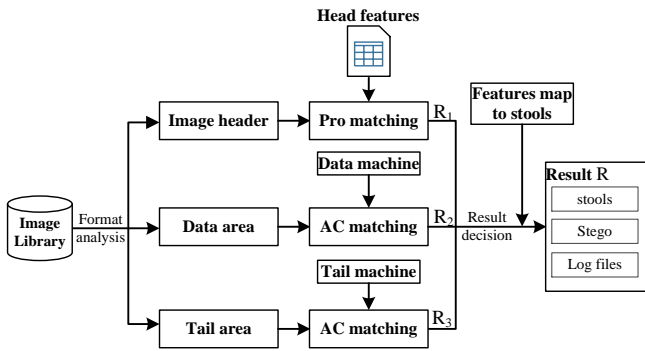 Head features
Image header
Pro matching
R1
Features map
to stools
Data machine
Result R
stools
Image
Library
Format
analysis
Data area
AC matching
R2
Result
decision
Stego
Log files
Tail machine
Tail area
AC matching
R3